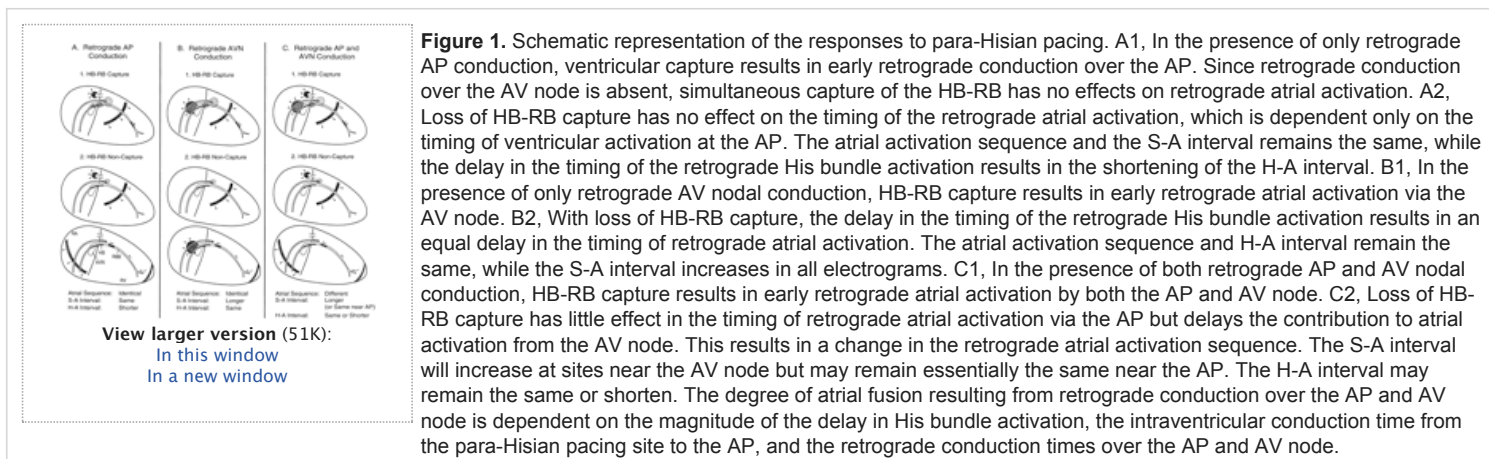 A. Retrograde AP Conduction
B. Retrograde AVN Conduction
C. Retrograde AP and AVN Conduction
1. HB-RB Capture
1. HB-RB Capture
1. HB-RB Capture
2. HB-RB Non-Capture
2. HB-RB Non-Capture
2. HB-RB Non-Capture
Atrial Sequence: Identical
S-A Interval: Same
H-A Interval: Shorter
Atrial Sequence: Identical
S-A Interval: Longer
H-A Interval: Same
Atrial Sequence: Different
S-A Interval: Longer
(or Same near AP)
H-A Interval: Same or Shorter
View larger version (51K):
In this window
In a new window
Figure 1. Schematic representation of the responses to para-Hisian pacing. A1, In the presence of only retrograde
AP conduction, ventricular capture results in early retrograde conduction over the AP. Since retrograde conduction
over the AV node is absent, simultaneous capture of the HB-RB has no effects on retrograde atrial activation. A2,
Loss of HB-RB capture has no effect on the timing of the retrograde atrial activation, which is dependent only on the
timing of ventricular activation at the AP. The atrial activation sequence and the S-A interval remains the same, while
the delay in the timing of the retrograde His bundle activation results in the shortening of the H-A interval. B1, In the
presence of only retrograde AV nodal conduction, HB-RB capture results in early retrograde atrial activation via the
AV node. B2, With loss of HB-RB capture, the delay in the timing of the retrograde His bundle activation results in an
equal delay in the timing of retrograde atrial activation. The atrial activation sequence and H-A interval remain the
same, while the S-A interval increases in all electrograms. C1, In the presence of both retrograde AP and AV nodal
conduction, HB-RB capture results in early retrograde atrial activation by both the AP and AV node. C2, Loss of HB-
RB capture has little effect in the timing of retrograde atrial activation via the AP but delays the contribution to atrial
activation from the AV node. This results in a change in the retrograde atrial activation sequence. The S-A interval
will increase at sites near the AV node but may remain essentially the same near the AP. The H-A interval may
remain the same or shorten. The degree of atrial fusion resulting from retrograde conduction over the AP and AV
node is dependent on the magnitude of the delay in His bundle activation, the intraventricular conduction time from
the para-Hisian pacing site to the AP, and the retrograde conduction times over the AP and AV node.